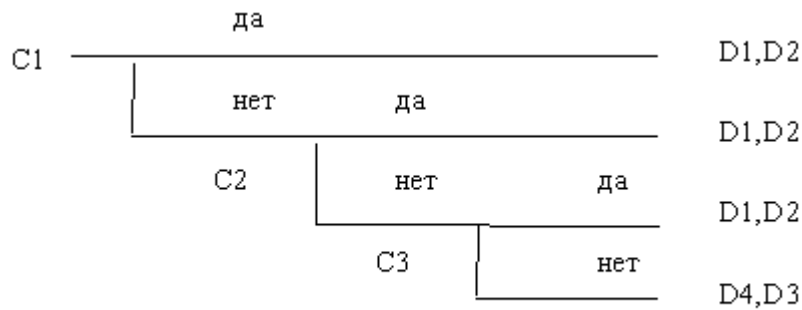 да
C1 D1,D2
нет да D1,D2
C2 нет да D1,D2
C3 нет D4,D3